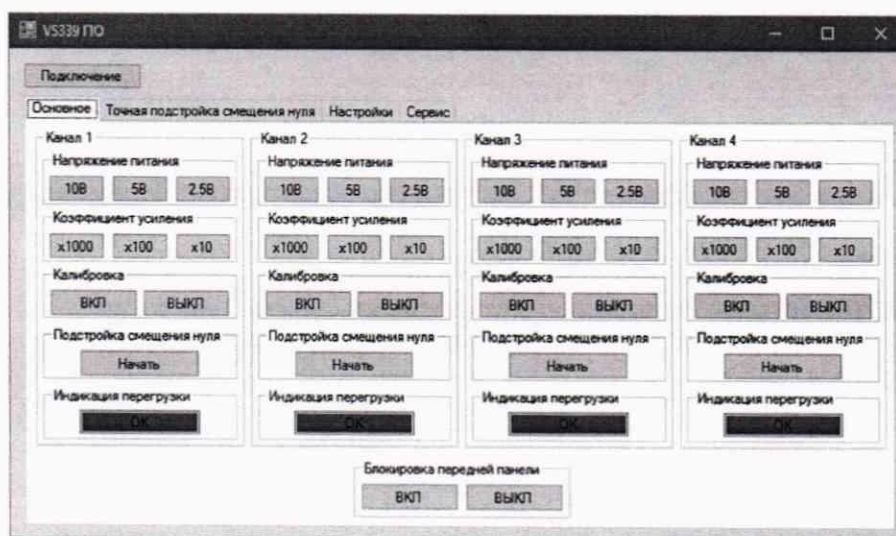 VS339 ПО
Подключение
Основное Точная подстройка смещения нуля Настройки Сервис
Канал 1 Канал 2 Канал 3 Канал 4
Напряжение питания Напряжение питания Напряжение питания Напряжение питания
10В 5В 2.5В 10В 5В 2.5В 10В 5В 2.5В 10В 5В 2.5В
Коэффициент усиления Коэффициент усиления Коэффициент усиления Коэффициент усиления
x1000 x100 x10 x1000 x100 x10 x1000 x100 x10 x1000 x100 x10
Калибровка Калибровка Калибровка Калибровка
ВКЛ ВЫКЛ ВКЛ ВЫКЛ ВКЛ ВЫКЛ ВКЛ ВЫКЛ
Подстройка смещения нуля Подстройка смещения нуля Подстройка смещения нуля Подстройка смещения нуля
Начать Начать Начать Начать
Индикация перегрузки Индикация перегрузки Индикация перегрузки Индикация перегрузки
OK OK OK OK
Блокировка передней панели
ВКЛ ВЫКЛ